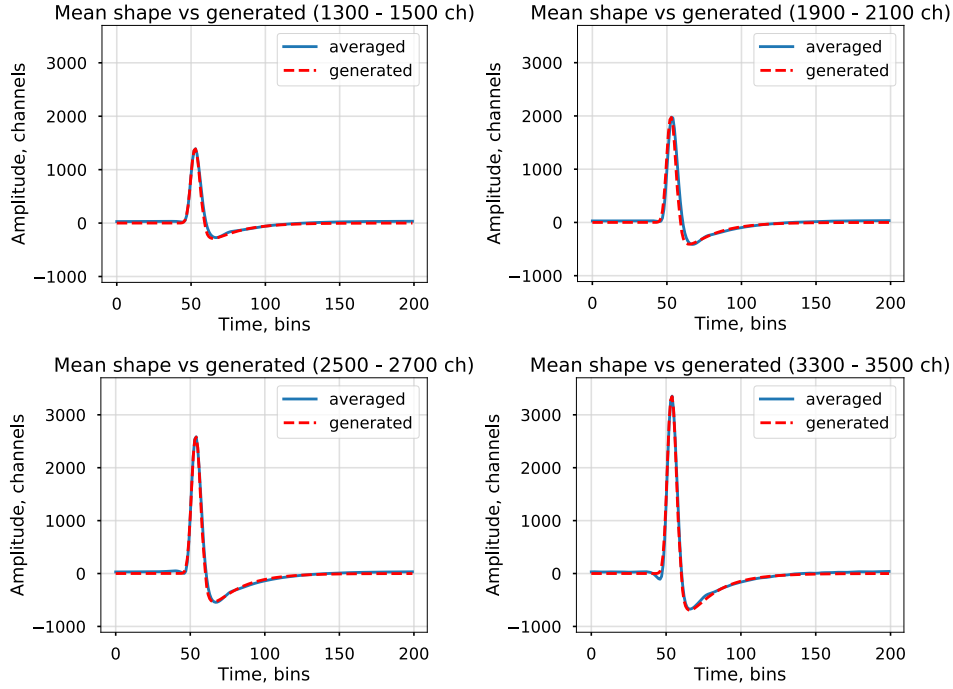 Mean shape vs generated (1300 - 1500 ch)
averaged
generated
3000
2000
1000
0
−1000
Amplitude, channels
0
50
100
150
200
Time, bins
Mean shape vs generated (1900 - 2100 ch)
averaged
generated
3000
2000
1000
0
−1000
Amplitude, channels
0
50
100
150
200
Time, bins
Mean shape vs generated (2500 - 2700 ch)
averaged
generated
3000
2000
1000
0
−1000
Amplitude, channels
0
50
100
150
200
Time, bins
Mean shape vs generated (3300 - 3500 ch)
averaged
generated
3000
2000
1000
0
−1000
Amplitude, channels
0
50
100
150
200
Time, bins